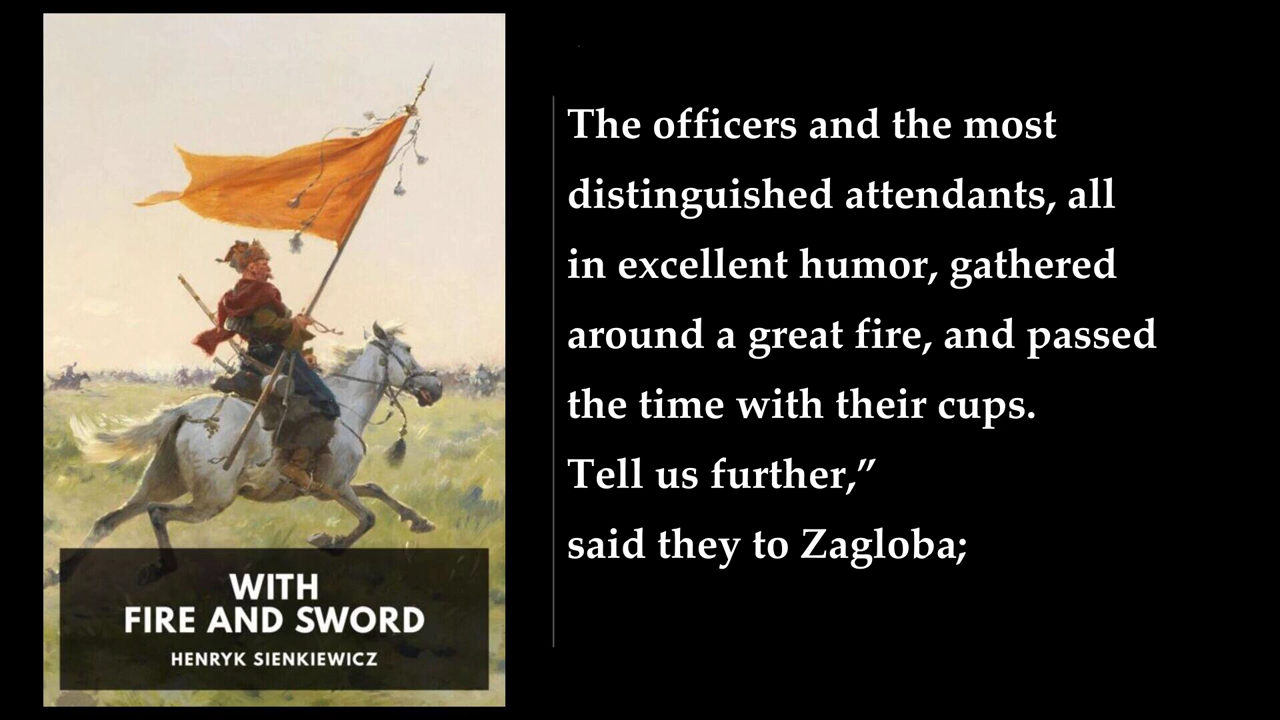 WITH
FIRE AND SWORD
HENRYK SIENKIEWICZ
The officers and the most
distinguished attendants, all
in excellent humor, gathered
around a great fire, and passed
the time with their cups.
Tell us further,”
said they to Zagloba;